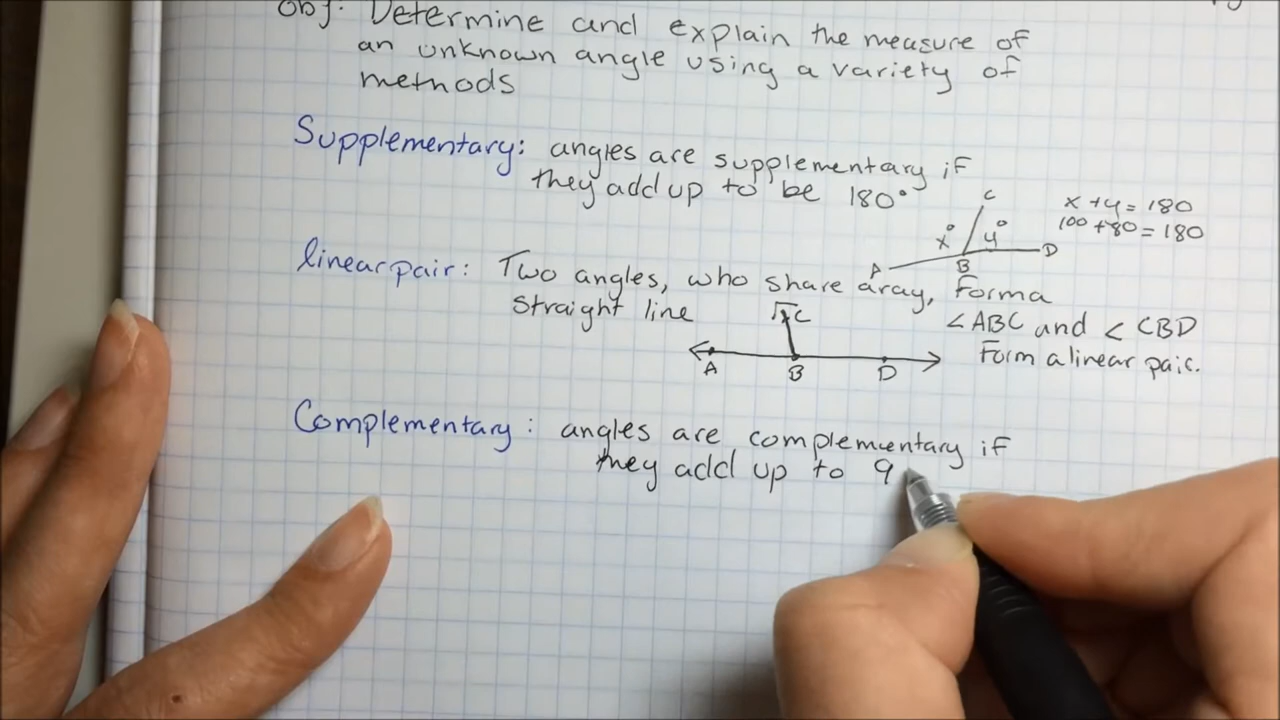 Obj: Determine and explain the measure of
an unknown angle using a variety of
methods
Supplementary: angles are supplementary if
they add up to be 180°
C
x + y = 180
100 + 80 = 180
x° y°
A B D
linear pair: Two angles, who share a ray, form a
straight line
C
∠ABC and ∠CBD
Form a linear pair.
A B D
Complementary: angles are complementary if
they add up to 9